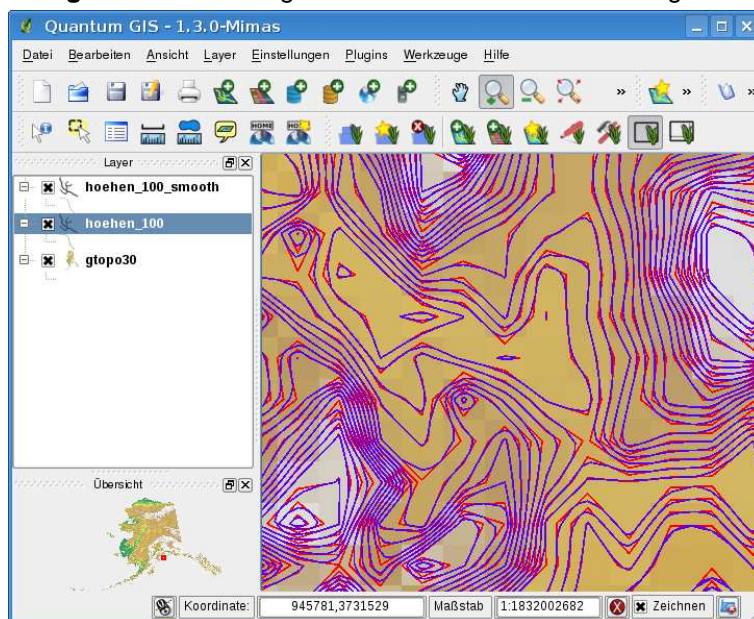 Quantum GIS - 1.3.0-Mimas
Datei Bearbeiten Ansicht Layer Einstellungen Plugins Werkzeuge Hilfe
» »
HOME
Layer
hoehen_100_smooth
hoehen_100
gtopo30
Übersicht
Koordinate: 945781,3731529 Maßstab 1:1832002682 Zeichnen